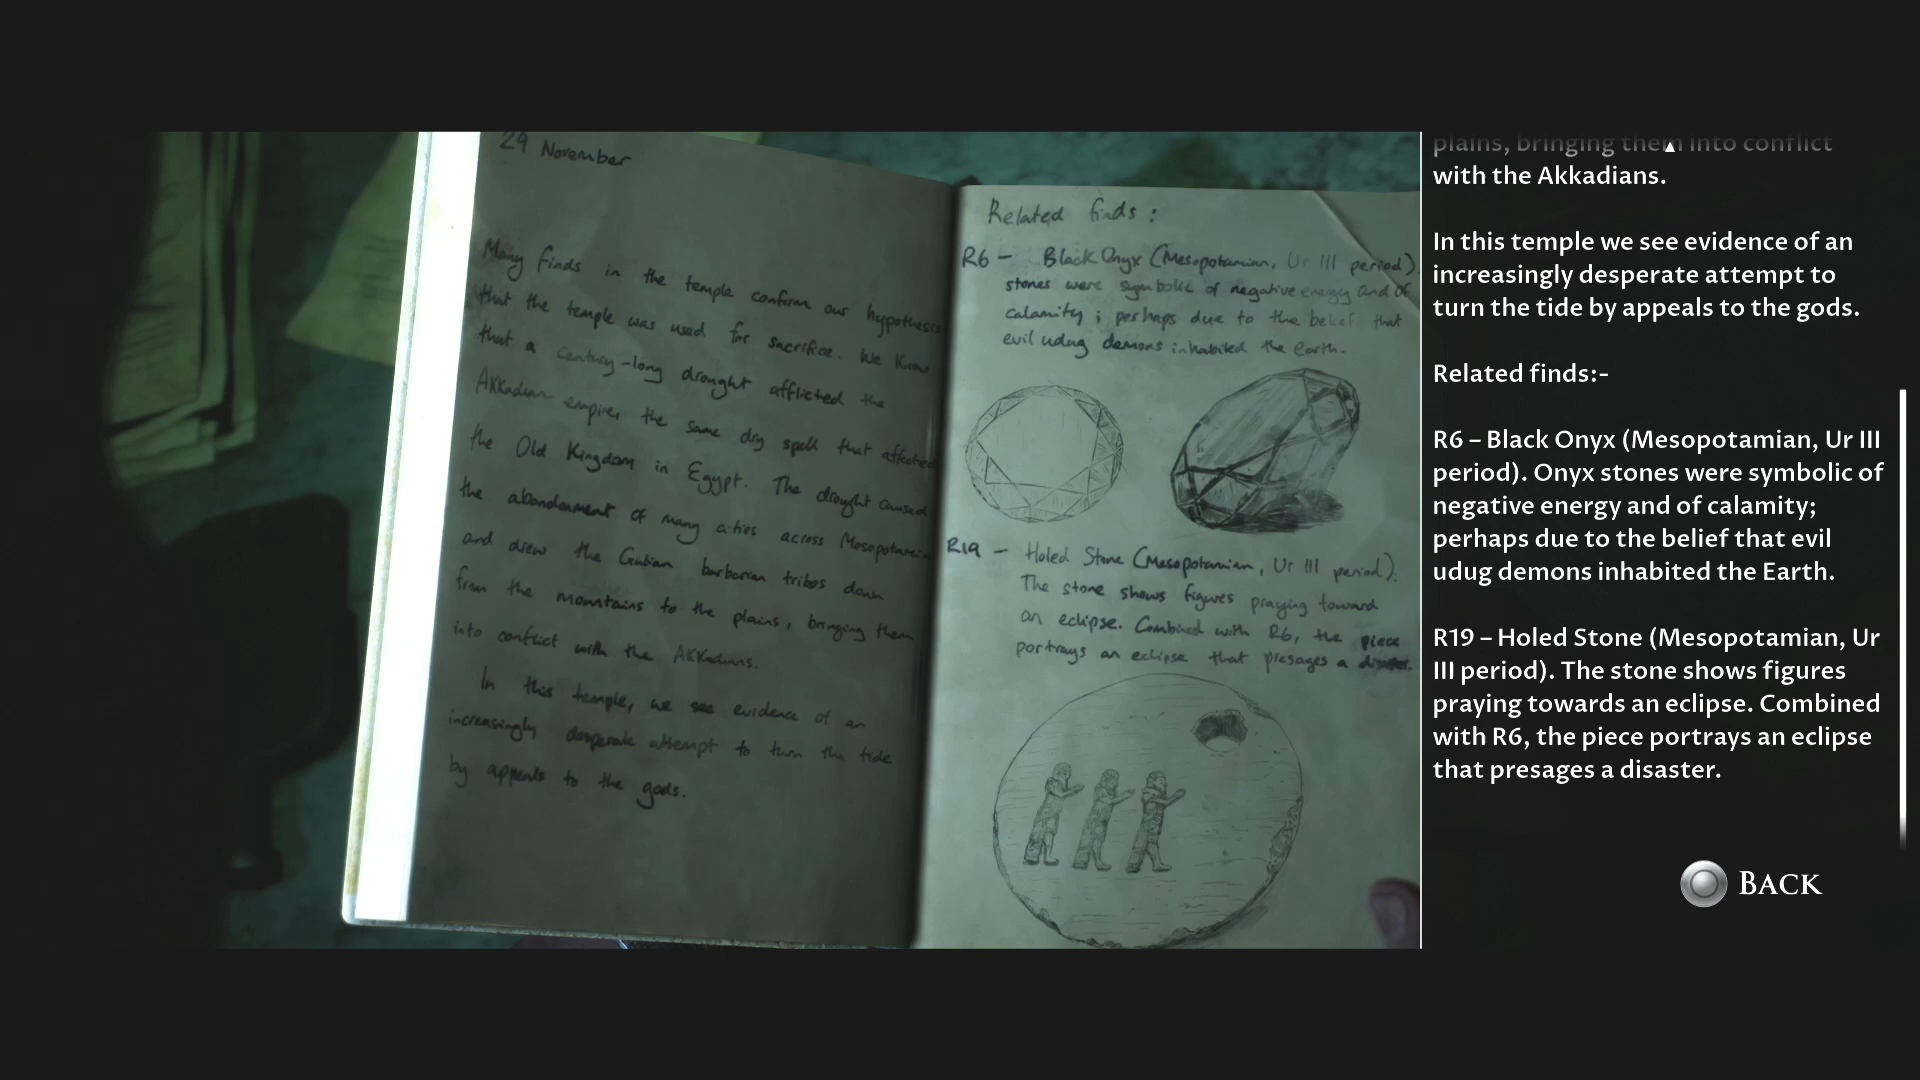 29 November
Many finds in the temple confirm our hypothesis
that the temple was used for sacrifice. We know
that a century-long drought afflicted the
Akkadian empire, the same dry spell that affected
the Old Kingdom in Egypt. The drought caused
the abandonment of many cities across Mesopotamia
and drew the Gutian barbarian tribes down
from the mountains to the plains, bringing them
into conflict with the Akkadians.
In this temple, we see evidence of an
increasingly desperate attempt to turn the tide
by appeals to the gods.
Related finds:
R6 - Black Onyx (Mesopotamian, Ur III period)
stones were symbolic of negative energy and of
calamity; perhaps due to the belief that
evil udug demons inhabited the earth.
R19 - Holed Stone (Mesopotamian, Ur III period).
The stone shows figures praying toward
an eclipse. Combined with R6, the piece
portrays an eclipse that presages a disaster.
plains, bringing them into conflict
with the Akkadians.
In this temple we see evidence of an
increasingly desperate attempt to
turn the tide by appeals to the gods.
Related finds:-
R6 – Black Onyx (Mesopotamian, Ur III
period). Onyx stones were symbolic of
negative energy and of calamity;
perhaps due to the belief that evil
udug demons inhabited the Earth.
R19 – Holed Stone (Mesopotamian, Ur
III period). The stone shows figures
praying towards an eclipse. Combined
with R6, the piece portrays an eclipse
that presages a disaster.
BACK